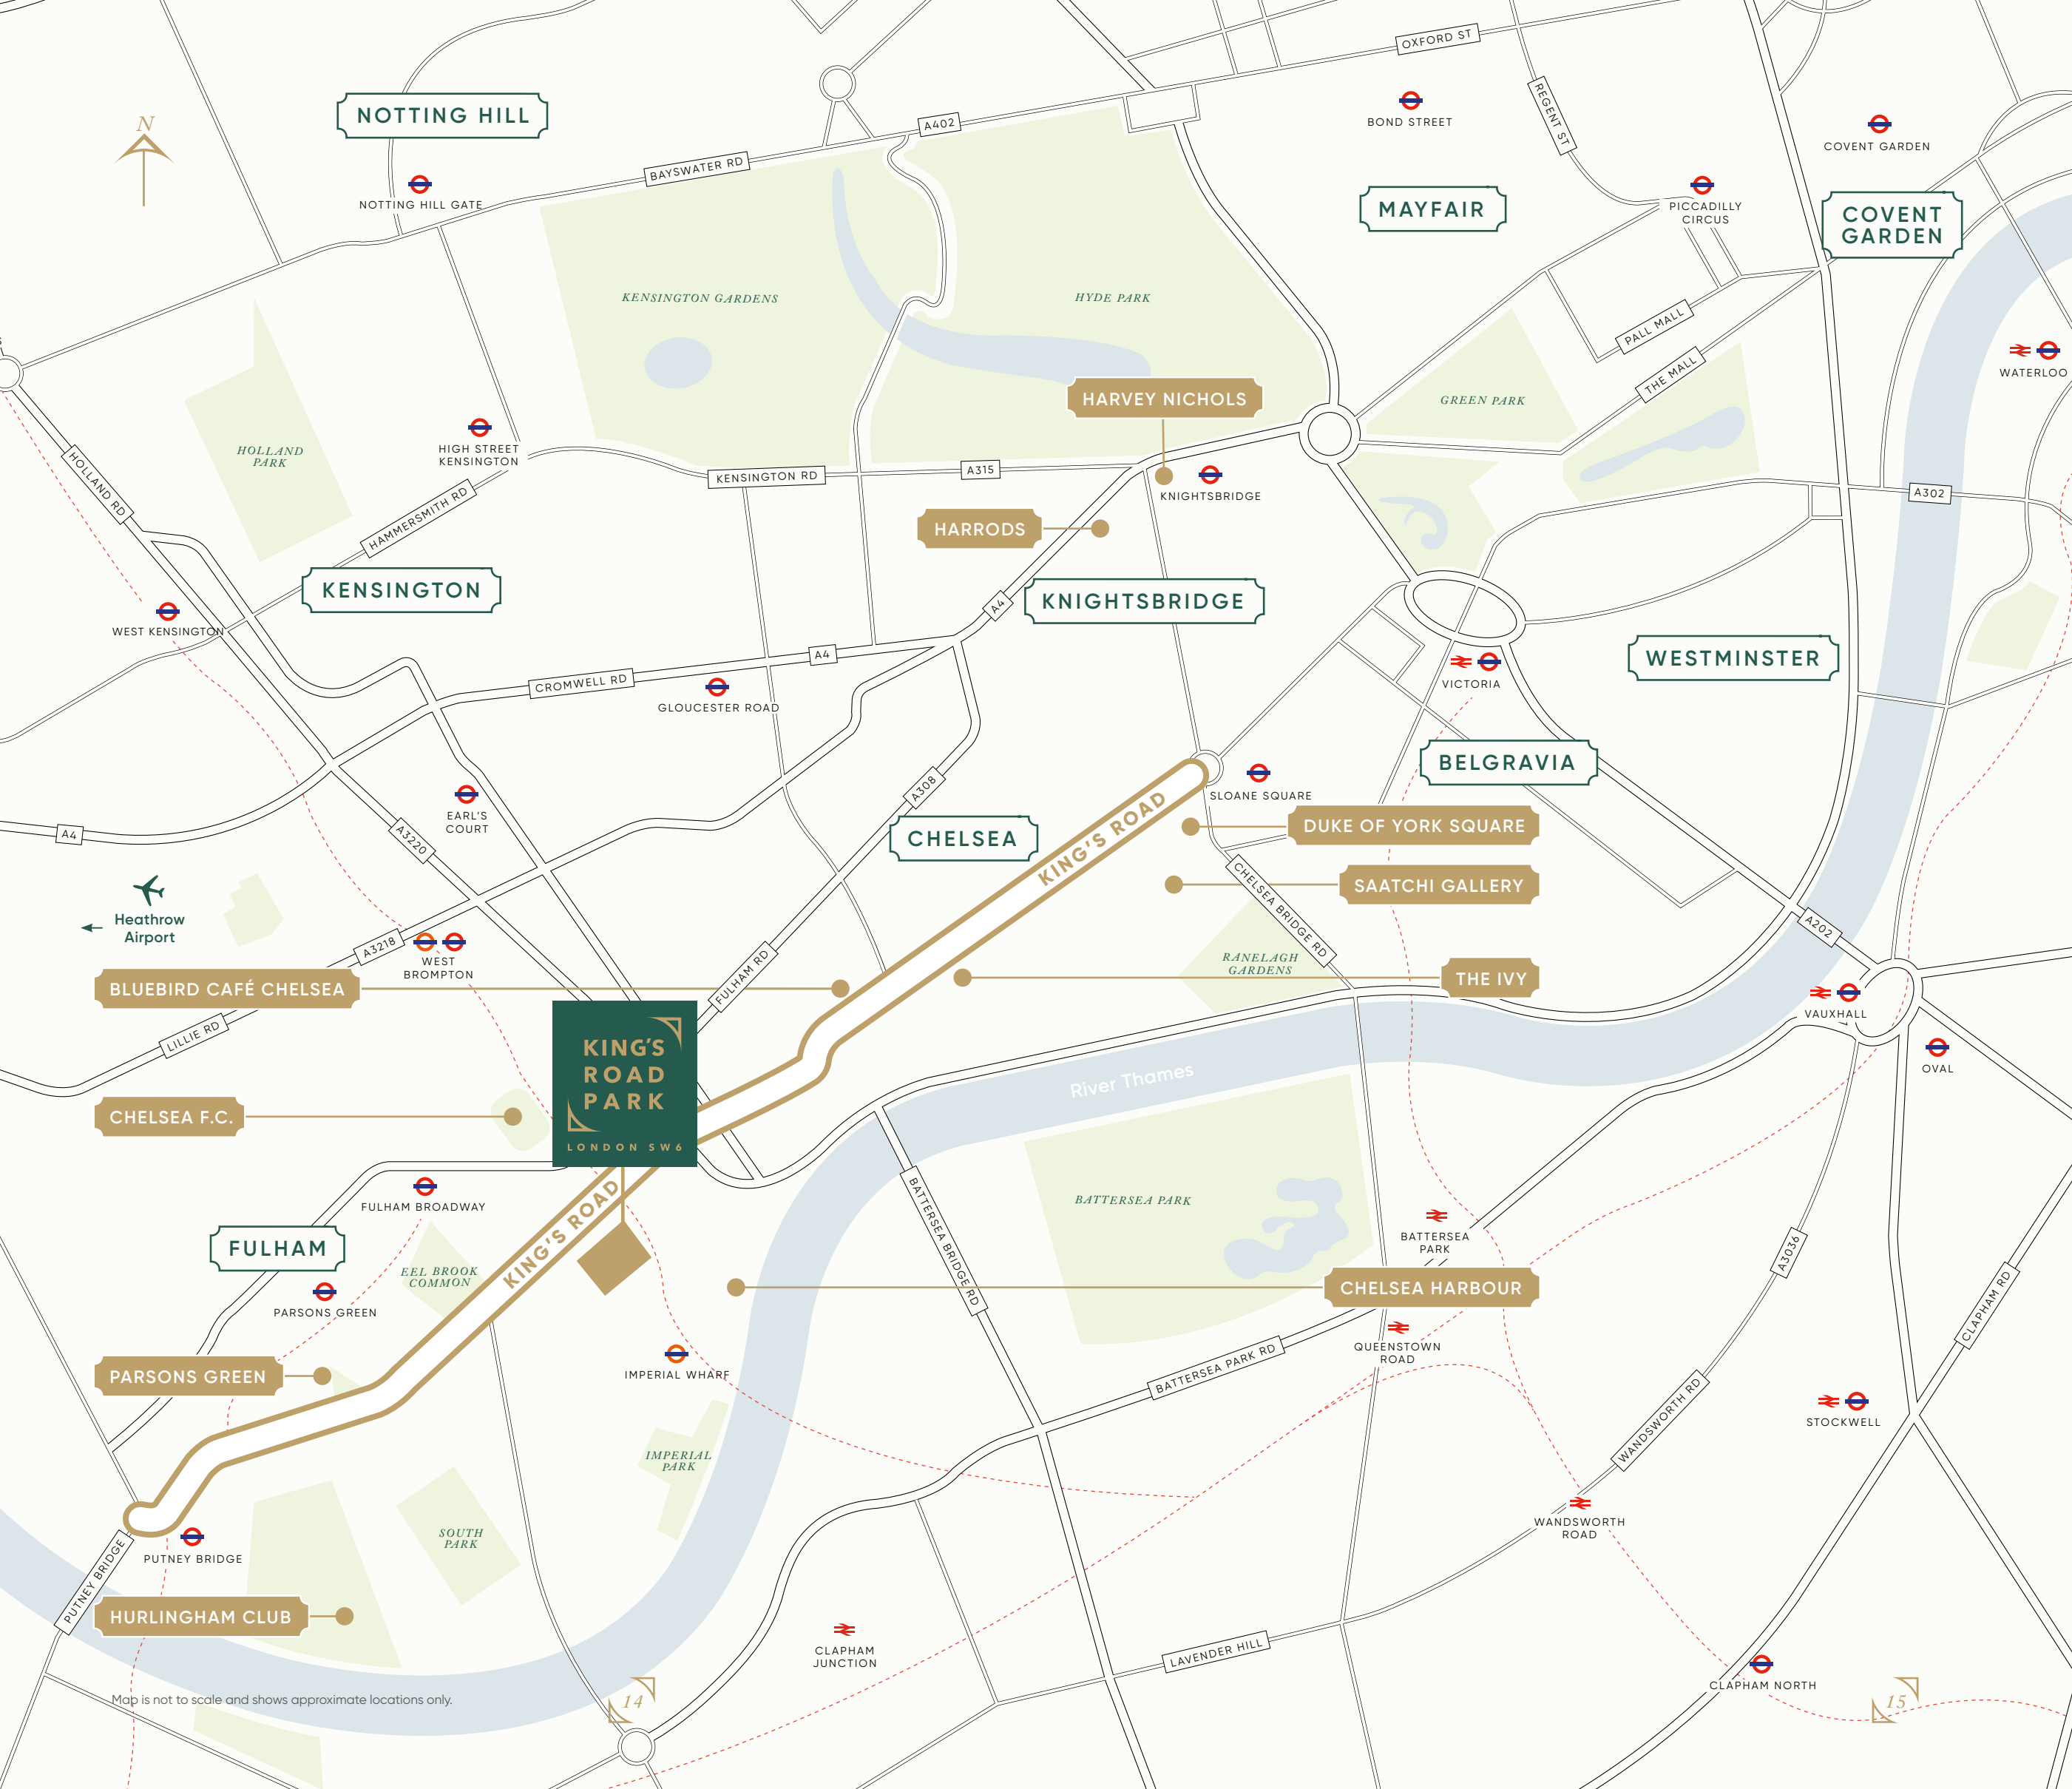 OXFORD ST
REGENT ST
BOND STREET
COVENT GARDEN
NOTTING HILL
N
A402
BAYSWATER RD
NOTTING HILL GATE
MAYFAIR
PICCADILLY
CIRCUS
COVENT
GARDEN
KENSINGTON GARDENS
HYDE PARK
PALL MALL
THE MALL
WATERLOO
HARVEY NICHOLS
GREEN PARK
HOLLAND
PARK
HIGH STREET
KENSINGTON
HOLLAND RD
HAMMERSMITH RD
KENSINGTON RD
A315
KNIGHTSBRIDGE
A302
HARRODS
KENSINGTON
KNIGHTSBRIDGE
A4
WEST KENSINGTON
WESTMINSTER
A4
CROMWELL RD
GLOUCESTER ROAD
VICTORIA
BELGRAVIA
SLOANE SQUARE
A308
EARL'S
COURT
A4
A3220
CHELSEA
KING'S ROAD
DUKE OF YORK SQUARE
SAATCHI GALLERY
CHELSEA BRIDGE RD
Heathrow
Airport
A3218
WEST
BROMPTON
A202
RANELAGH
GARDENS
THE IVY
BLUEBIRD CAFÉ CHELSEA
FULHAM RD
LILLIE RD
VAUXHALL
OVAL
KING'S
ROAD
PARK
LONDON SW6
River Thames
CHELSEA F.C.
FULHAM BROADWAY
BATTERSEA PARK
BATTERSEA BRIDGE RD
BATTERSEA
PARK
A3036
FULHAM
KING'S ROAD
EEL BROOK
COMMON
CHELSEA HARBOUR
PARSONS GREEN
CLAPHAM RD
QUEENSTOWN
ROAD
IMPERIAL WHARF
BATTERSEA PARK RD
PARSONS GREEN
WANDSWORTH RD
STOCKWELL
IMPERIAL
PARK
SOUTH
PARK
WANDSWORTH
ROAD
PUTNEY BRIDGE
PUTNEY BRIDGE
HURLINGHAM CLUB
CLAPHAM
JUNCTION
LAVENDER HILL
CLAPHAM NORTH
Map is not to scale and shows approximate locations only.
14
15